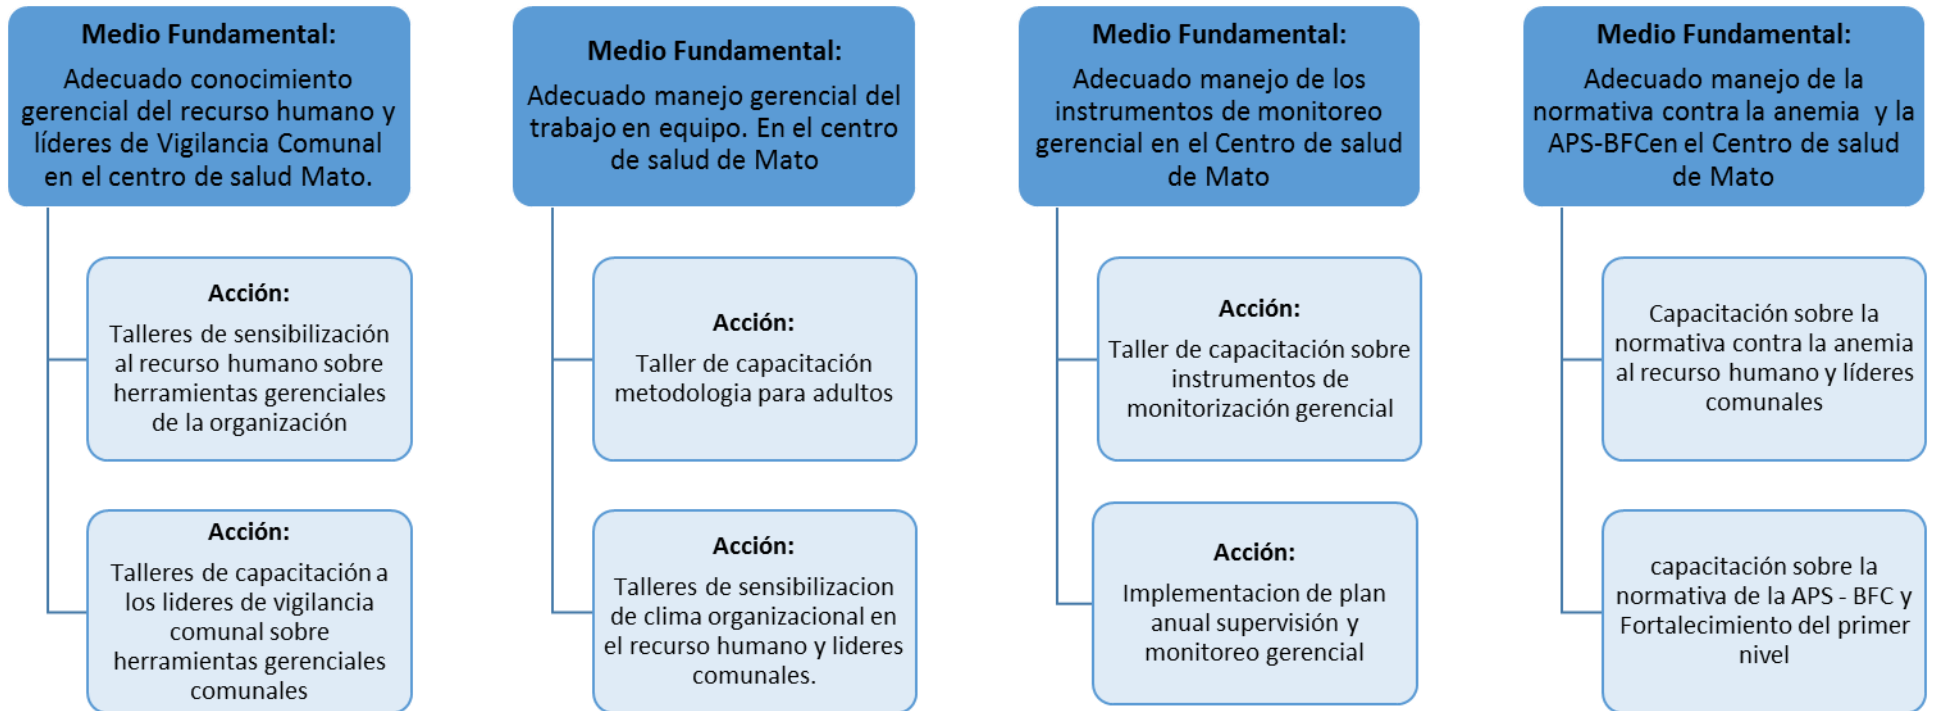 Medio Fundamental:
Adecuado conocimiento
gerencial del recurso humano y
líderes de Vigilancia Comunal
en el centro de salud Mato.
Acción:
Talleres de sensibilización
al recurso humano sobre
herramientas gerenciales
de la organización
Acción:
Talleres de capacitación a
los lideres de vigilancia
comunal sobre
herramientas gerenciales
comunales
Medio Fundamental:
Adecuado manejo gerencial del
trabajo en equipo. En el centro
de salud de Mato
Acción:
Taller de capacitación
metodologia para adultos
Acción:
Talleres de sensibilizacion
de clima organizacional en
el recurso humano y lideres
comunales.
Medio Fundamental:
Adecuado manejo de los
instrumentos de monitoreo
gerencial en el Centro de salud
de Mato
Acción:
Taller de capacitación sobre
instrumentos de
monitorización gerencial
Acción:
Implementacion de plan
anual supervisión y
monitoreo gerencial
Medio Fundamental:
Adecuado manejo de la
normativa contra la anemia y la
APS-BFCen el Centro de salud
de Mato
Capacitación sobre la
normativa contra la anemia
al recurso humano y líderes
comunales
capacitación sobre la
normativa de la APS - BFC y
Fortalecimiento del primer
nivel